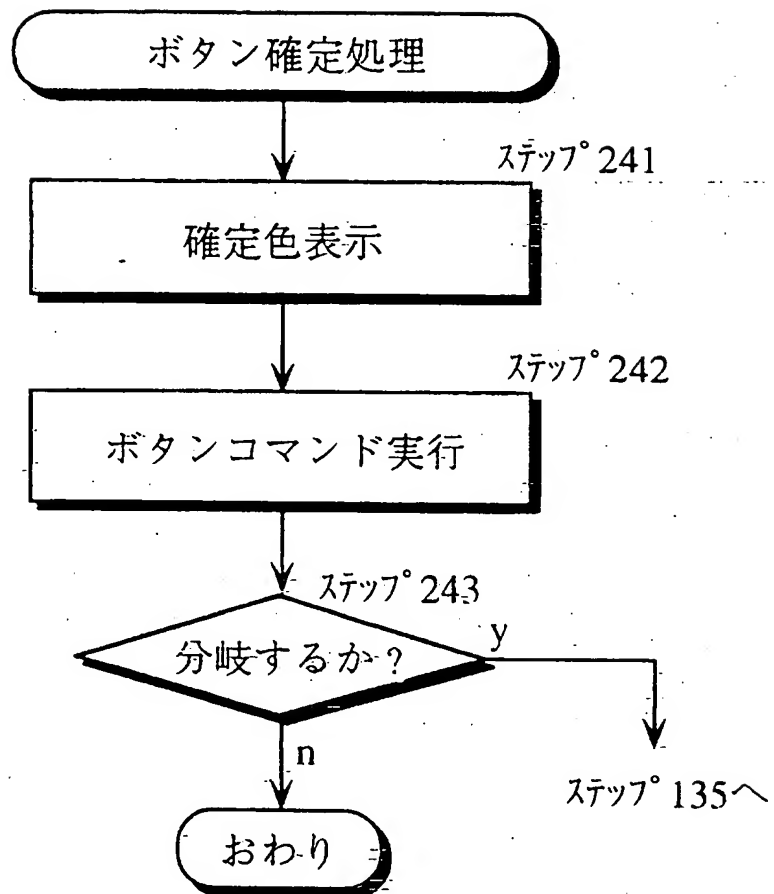 ボタン確定処理
ステップ241
確定色表示
ステップ242
ボタンコマンド実行
ステップ243
分岐するか?
y
n
ステップ135へ
おわり